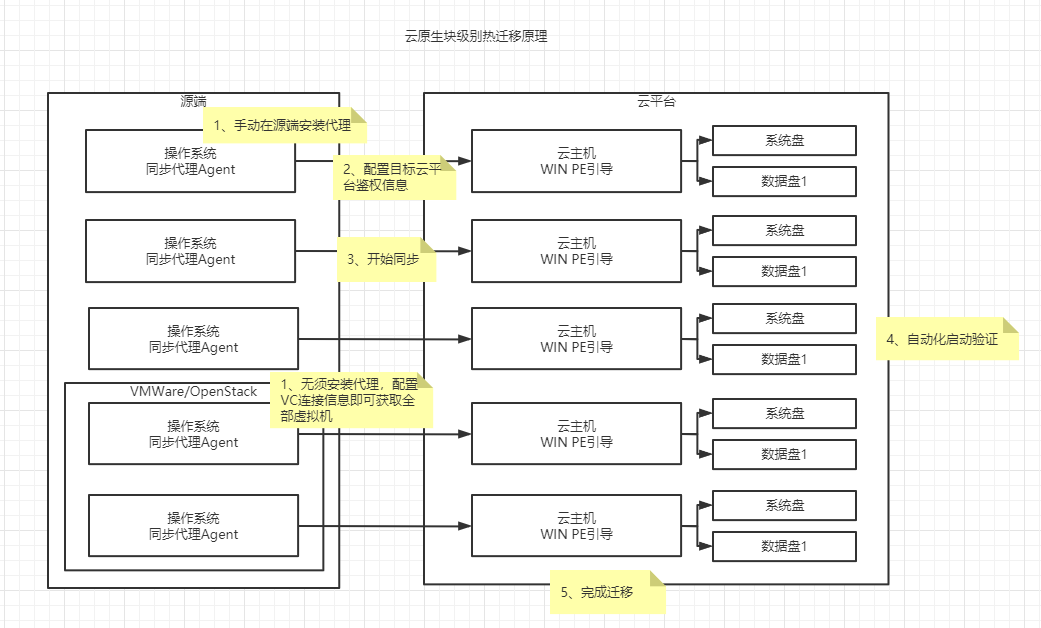 云原生块级别热迁移原理
源端
云平台
1、手动在源端安装代理
操作系统
同步代理Agent
2、配置目标云平
台鉴权信息
云主机
WIN PE引导
系统盘
数据盘1
操作系统
同步代理Agent
3、开始同步
云主机
WIN PE引导
系统盘
数据盘1
操作系统
同步代理Agent
云主机
WIN PE引导
系统盘
数据盘1
4、自动化启动验证
VMWare/OpenStack
1、无须安装代理，配置
VC连接信息即可获取全
部虚拟机
操作系统
同步代理Agent
云主机
WIN PE引导
系统盘
数据盘1
操作系统
同步代理Agent
云主机
WIN PE引导
系统盘
数据盘1
5、完成迁移